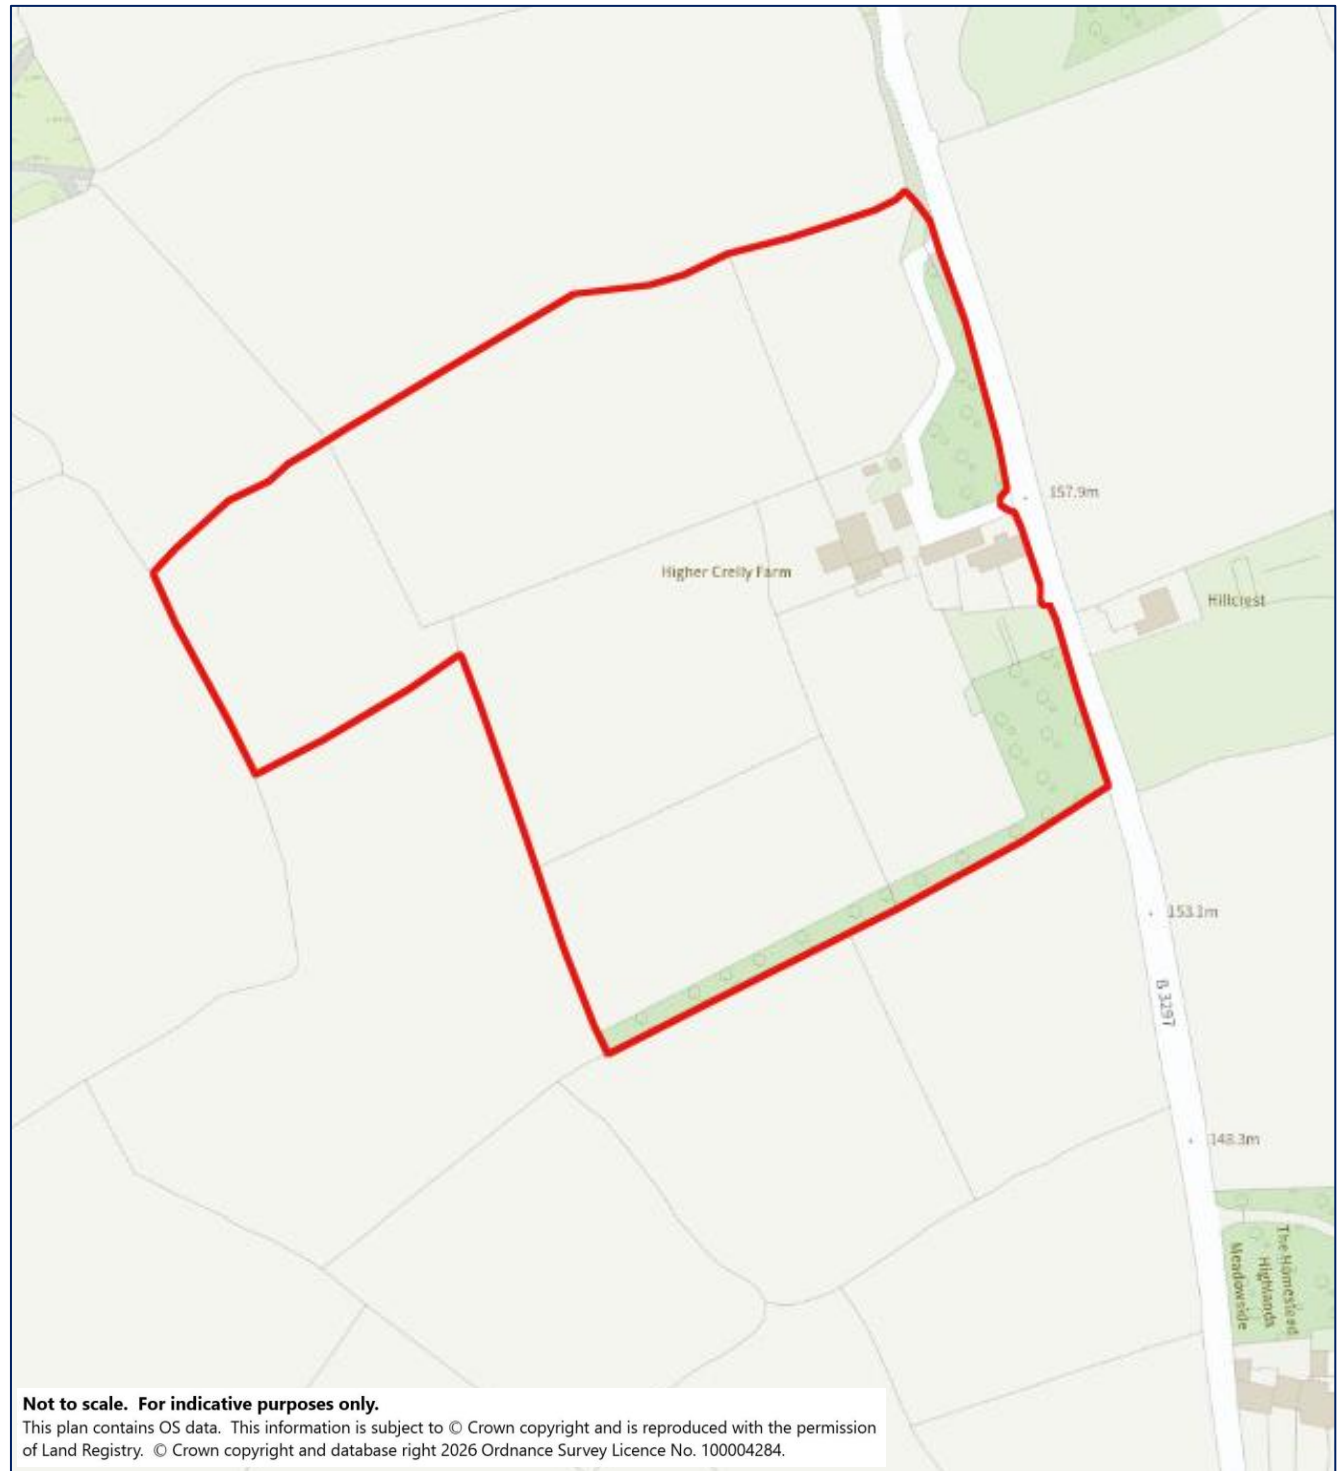 157.9m
Higher Crelly Farm
Hillcrest
153.1m
B 3297
148.3m
The Homestead
Highlands
Meadowside
Not to scale. For indicative purposes only.
This plan contains OS data. This information is subject to © Crown copyright and is reproduced with the permission
of Land Registry. © Crown copyright and database right 2026 Ordnance Survey Licence No. 100004284.